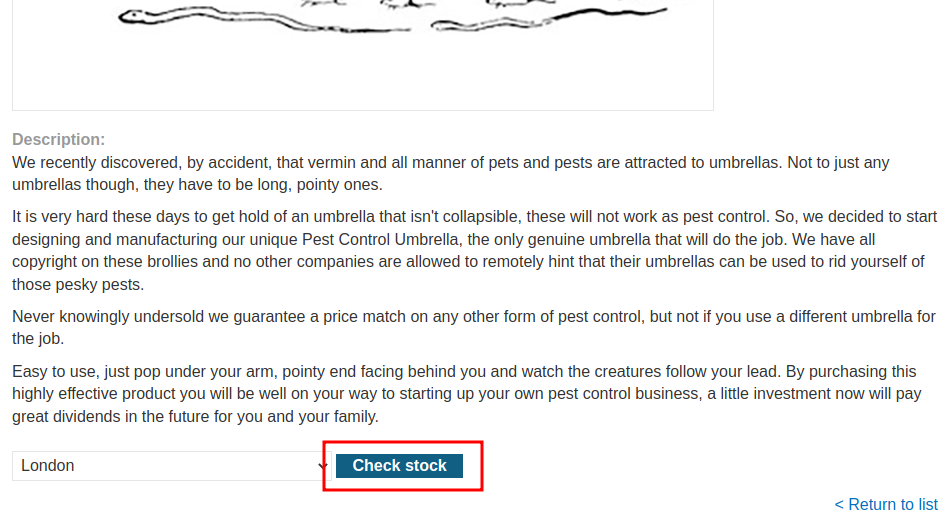 Description:
We recently discovered, by accident, that vermin and all manner of pets and pests are attracted to umbrellas. Not to just any
umbrellas though, they have to be long, pointy ones.
It is very hard these days to get hold of an umbrella that isn't collapsible, these will not work as pest control. So, we decided to start
designing and manufacturing our unique Pest Control Umbrella, the only genuine umbrella that will do the job. We have all
copyright on these brollies and no other companies are allowed to remotely hint that their umbrellas can be used to rid yourself of
those pesky pests.
Never knowingly undersold we guarantee a price match on any other form of pest control, but not if you use a different umbrella for
the job.
Easy to use, just pop under your arm, pointy end facing behind you and watch the creatures follow your lead. By purchasing this
highly effective product you will be well on your way to starting up your own pest control business, a little investment now will pay
great dividends in the future for you and your family.
London
Check stock
< Return to list